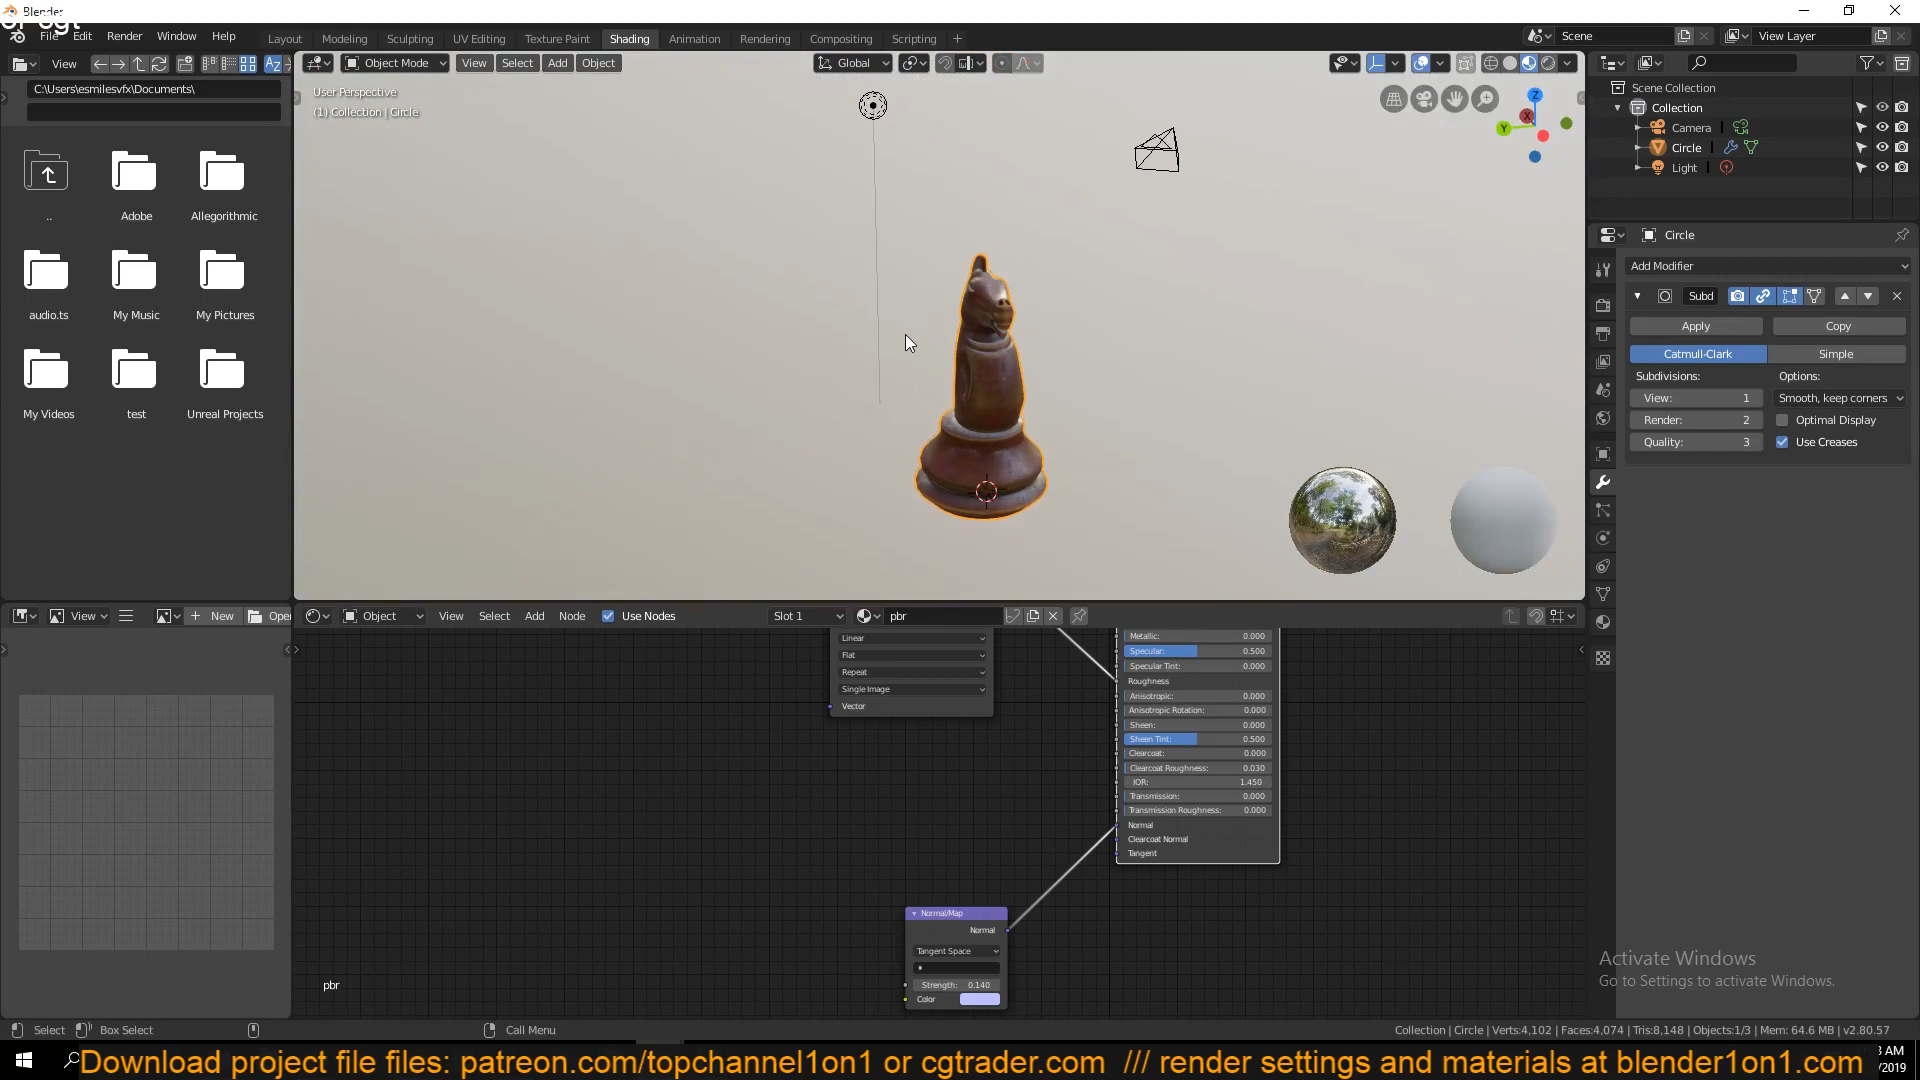 Blender
or cgt
File Edit Render Window Help
Layout Modeling Sculpting UV Editing Texture Paint Shading Animation Rendering Compositing Scripting +
Scene
View Layer
View
Object Mode View Select Add Object
Global
C:\Users\esmilesvfx\Documents\
User Perspective
(1) Collection | Circle
Z
X
Y
Scene Collection
Collection
Camera
Circle
Light
.. Adobe Allegorithmic
audio.ts My Music My Pictures
My Videos test Unreal Projects
Circle
Add Modifier
Subd
Apply Copy
Catmull-Clark Simple
Subdivisions: Options:
View: 1 Smooth, keep corners
Render: 2 Optimal Display
Quality: 3 Use Creases
View New Open
Object View Select Add Node Use Nodes Slot 1 pbr
Linear
Flat
Repeat
Single Image
Vector
Metallic: 0.000
Specular: 0.500
Specular Tint: 0.000
Roughness
Anisotropic: 0.000
Anisotropic Rotation: 0.000
Sheen: 0.000
Sheen Tint: 0.500
Clearcoat: 0.000
Clearcoat Roughness: 0.030
IOR: 1.450
Transmission: 0.000
Transmission Roughness: 0.000
Normal
Clearcoat Normal
Tangent
Normal/Map
Normal
Tangent Space
Strength: 0.140
Color
pbr
Activate Windows
Go to Settings to activate Windows.
Select Box Select Call Menu
Collection | Circle | Verts:4,102 | Faces:4,074 | Tris:8,148 | Objects:1/3 | Mem: 64.6 MB | v2.80.57
3 AM
/2019
Download project file files: patreon.com/topchannel1on1 or cgtrader.com /// render settings and materials at blender1on1.com